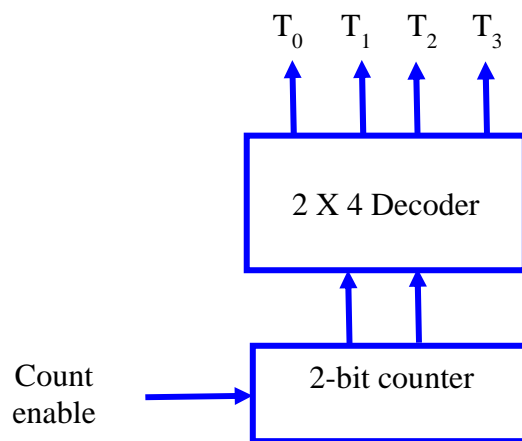 T₀ T₁ T₂ T₃
2 X 4 Decoder
2-bit counter
Count
enable